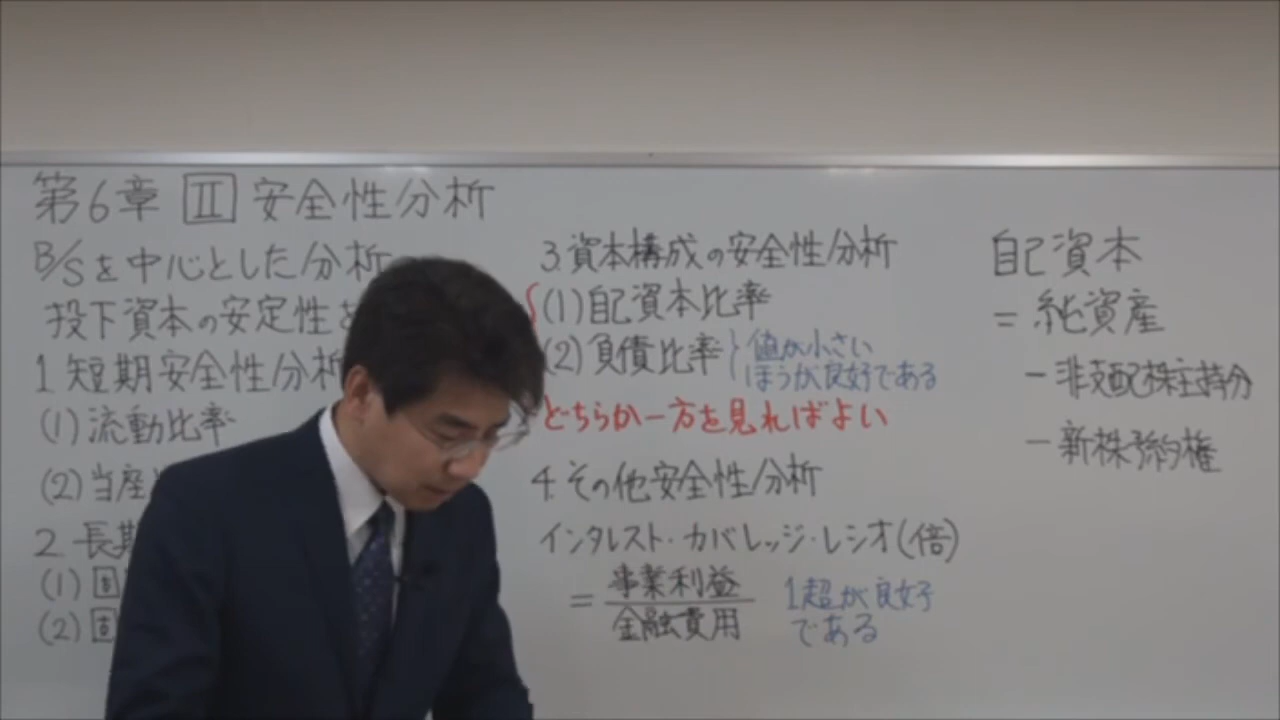 第6章 Ⅱ 安全性分析
B/Sを中心とした分析
投下資本の安定性を
1.短期安全性分析
(1)流動比率
(2)当座
2.長期
(1)固
(2)固
3.資本構成の安全性分析
(1)自己資本比率
(2)負債比率
値が小さい
ほうが良好である
どちらか一方を見ればよい
4.その他安全性分析
インタレスト・カバレッジ・レシオ(倍)
=事業利益
金融費用
1超が良好
である
自己資本
=純資産
-非支配株主持分
-新株予約権